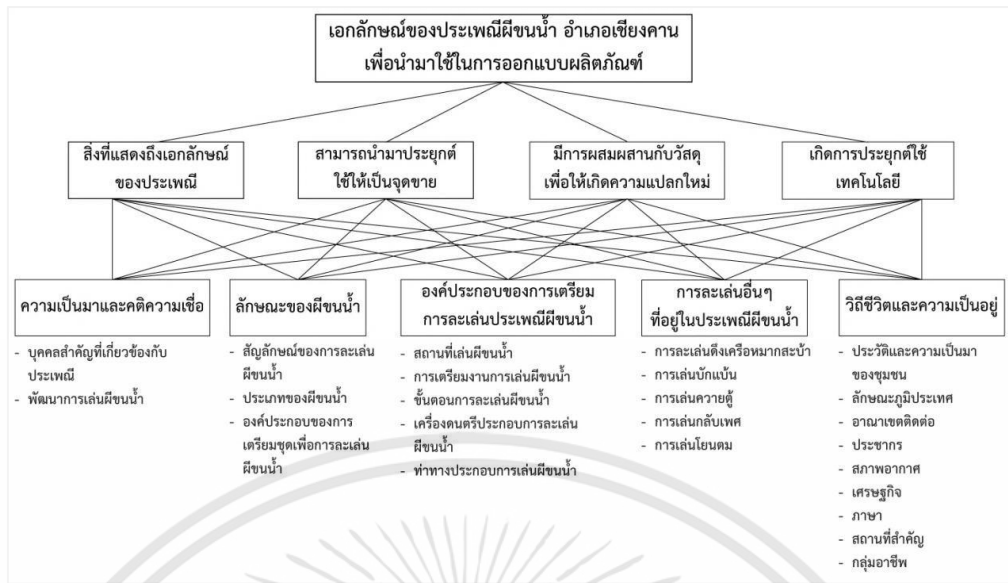 เอกลักษณ์ของประเพณีผีขนน้ำ อำเภอเชียงคาน
เพื่อนำมาใช้ในการออกแบบผลิตภัณฑ์
สิ่งที่แสดงถึงเอกลักษณ์
ของประเพณี
สามารถนำมาประยุกต์
ใช้ให้เป็นจุดขาย
มีการผสมผสานกับวัสดุ
เพื่อให้เกิดความแปลกใหม่
เกิดการประยุกต์ใช้
เทคโนโลยี
ความเป็นมาและคติความเชื่อ
- บุคคลสำคัญที่เกี่ยวข้องกับ
ประเพณี
- พัฒนาการเล่นผีขนน้ำ
ลักษณะของผีขนน้ำ
- สัญลักษณ์ของการละเล่น
ผีขนน้ำ
- ประเภทของผีขนน้ำ
- องค์ประกอบของการ
เตรียมชุดเพื่อการละเล่น
ผีขนน้ำ
องค์ประกอบของการเตรียม
การละเล่นประเพณีผีขนน้ำ
- สถานที่เล่นผีขนน้ำ
- การเตรียมงานการเล่นผีขนน้ำ
- ขั้นตอนการละเล่นผีขนน้ำ
- เครื่องดนตรีประกอบการละเล่น
ผีขนน้ำ
- ท่าทางประกอบการเล่นผีขนน้ำ
การละเล่นอื่นๆ
ที่อยู่ในประเพณีผีขนน้ำ
- การละเล่นดึงเครือหมากสะบ้า
- การเล่นบักแบ้น
- การเล่นควายตู้
- การเล่นกลับเพศ
- การเล่นโยนตม
วิถีชีวิตและความเป็นอยู่
- ประวัติและความเป็นมา
ของชุมชน
- ลักษณะภูมิประเทศ
- อาณาเขตติดต่อ
- ประชากร
- สภาพอากาศ
- เศรษฐกิจ
- ภาษา
- สถานที่สำคัญ
- กลุ่มอาชีพ